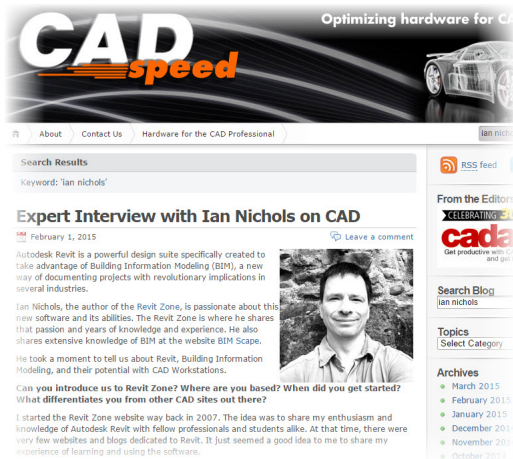 CAD
speed
Optimizing hardware for CA
About
Contact Us
Hardware for the CAD Professional
ian nich
Search Results
Keyword: 'ian nichols'
RSS feed
Expert Interview with Ian Nichols on CAD
February 1, 2015
Leave a comment
Autodesk Revit is a powerful design suite specifically created to
take advantage of Building Information Modeling (BIM), a new
way of documenting projects with revolutionary implications in
several industries.
Ian Nichols, the author of the Revit Zone, is passionate about this
new software and its abilities. The Revit Zone is where he shares
that passion and years of knowledge and experience. He also
shares extensive knowledge of BIM at the website BIM Scape.
He took a moment to tell us about Revit, Building Information
Modeling, and their potential with CAD Workstations.
Can you introduce us to Revit Zone? Where are you based? When did you get started?
What differentiates you from other CAD sites out there?
I started the Revit Zone website way back in 2007. The idea was to share my enthusiasm and
knowledge of Autodesk Revit with fellow professionals and students alike. At that time, there were
very few websites and blogs dedicated to Revit. It just seemed a good idea to me to share my
experience of learning and using the software.
From the Editors
CELEBRATING 3
cada
Get productive with C
and get
Search Blog
ian nichols
Topics
Select Category
Archives
March 2015
February 2015
January 2015
December 201
November 201
October 201